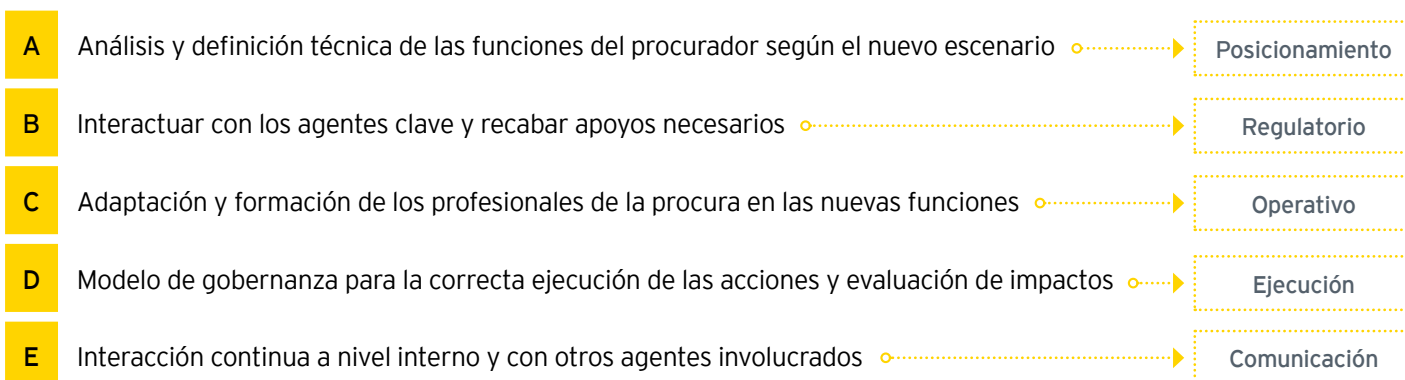 A Análisis y definición técnica de las funciones del procurador según el nuevo escenario Posicionamiento
B Interactuar con los agentes clave y recabar apoyos necesarios Regulatorio
C Adaptación y formación de los profesionales de la procura en las nuevas funciones Operativo
D Modelo de gobernanza para la correcta ejecución de las acciones y evaluación de impactos Ejecución
E Interacción continua a nivel interno y con otros agentes involucrados Comunicación